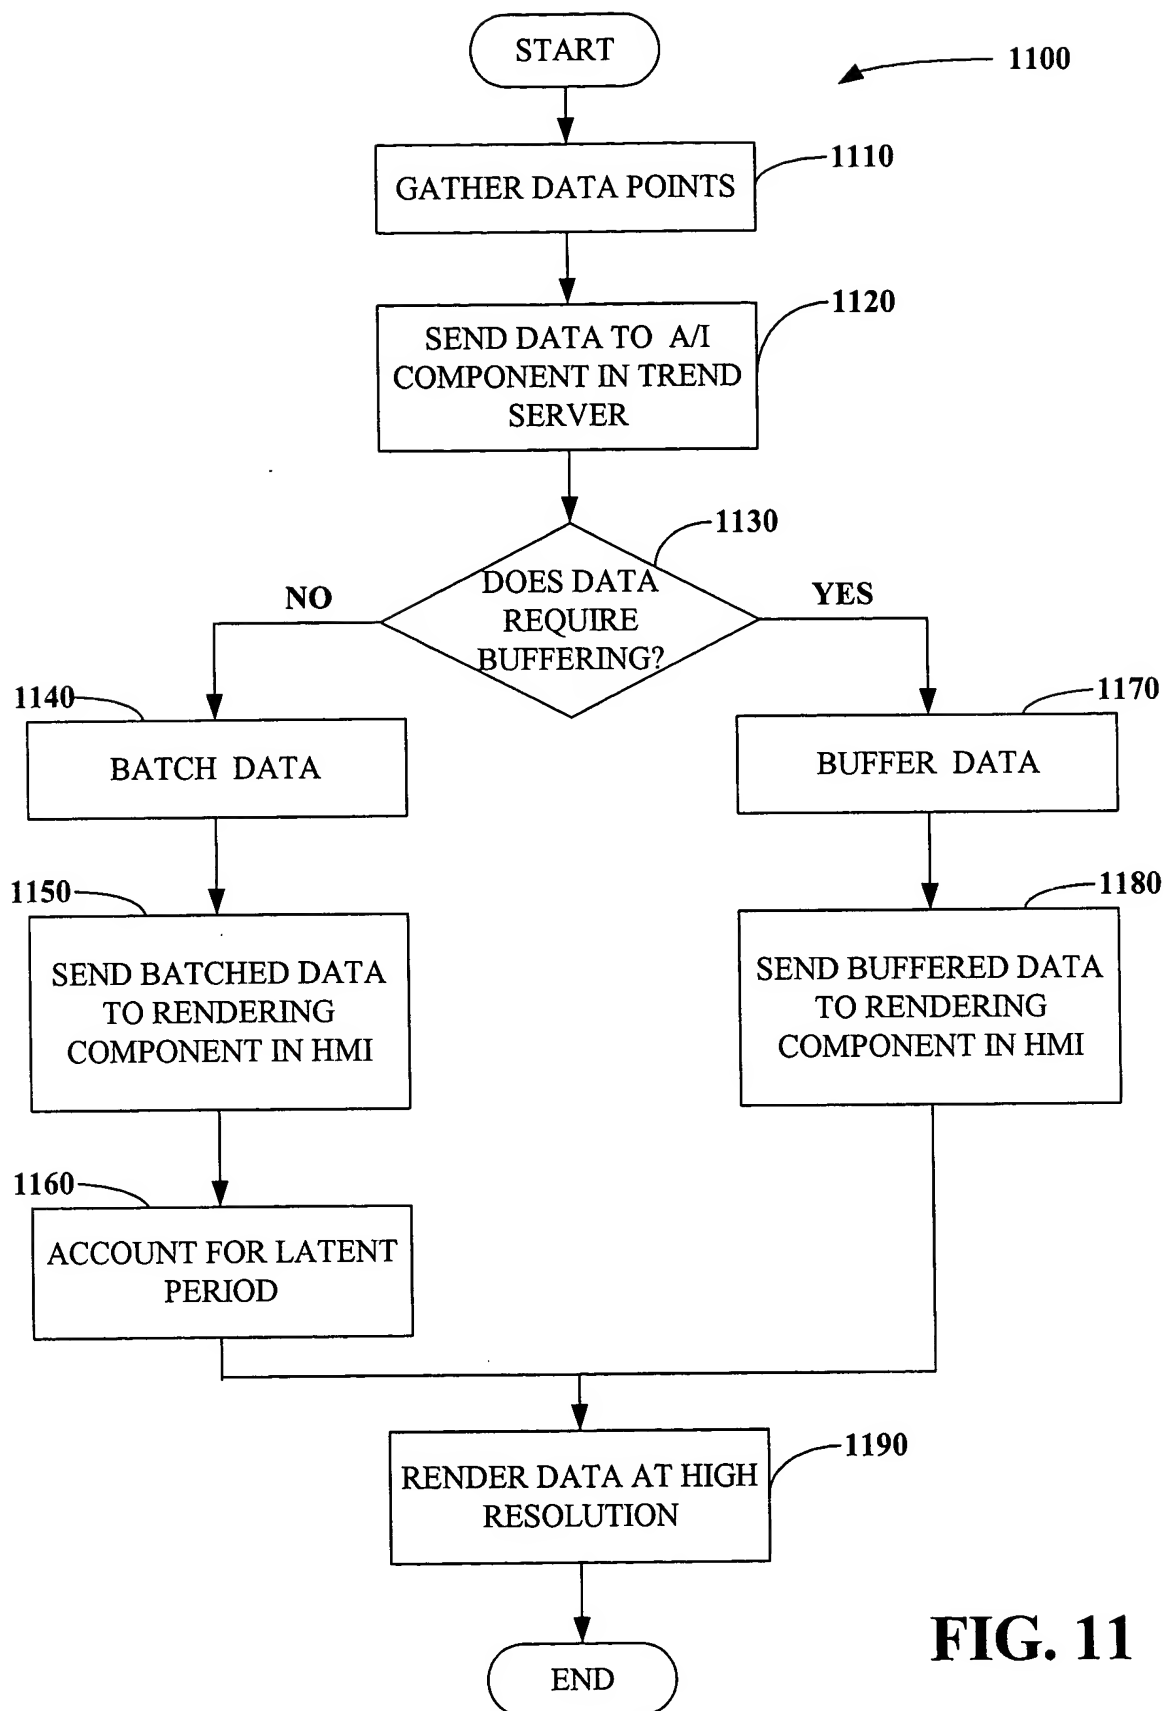 START
1100
1110
GATHER DATA POINTS
1120
SEND DATA TO A/I
COMPONENT IN TREND
SERVER
1130
DOES DATA
REQUIRE
BUFFERING?
NO
YES
1140
BATCH DATA
1170
BUFFER DATA
1150
SEND BATCHED DATA
TO RENDERING
COMPONENT IN HMI
1180
SEND BUFFERED DATA
TO RENDERING
COMPONENT IN HMI
1160
ACCOUNT FOR LATENT
PERIOD
1190
RENDER DATA AT HIGH
RESOLUTION
END
FIG. 11